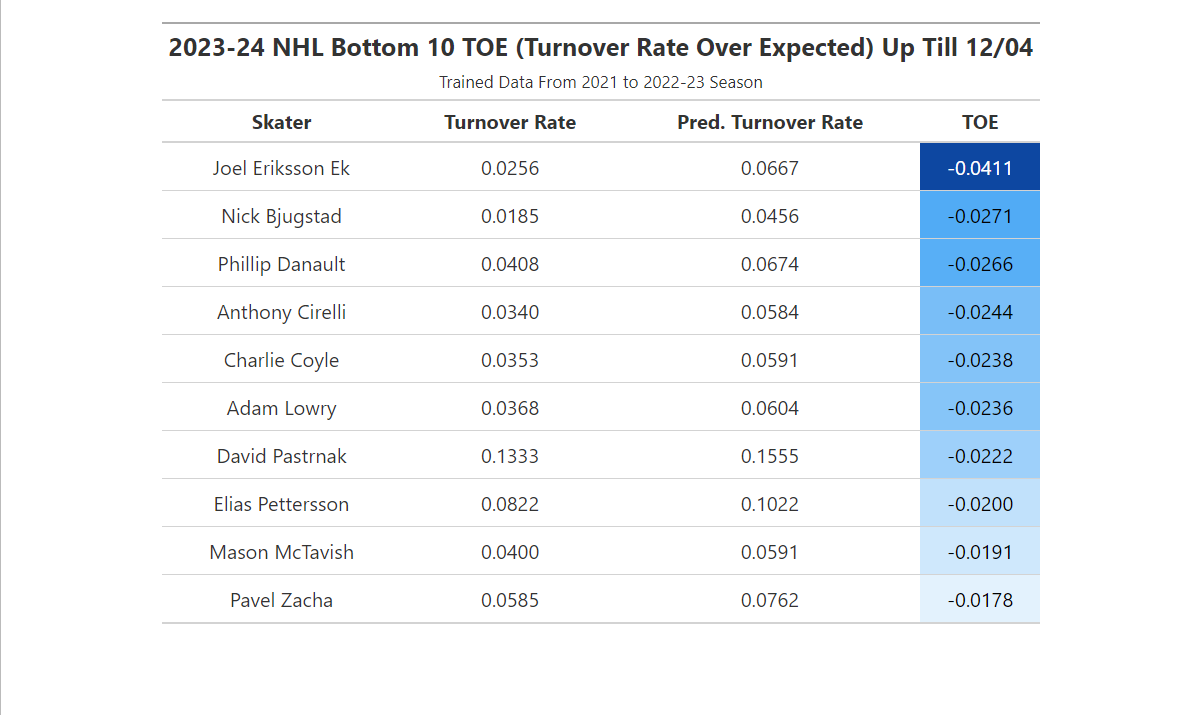 2023-24 NHL Bottom 10 TOE (Turnover Rate Over Expected) Up Till 12/04
Trained Data From 2021 to 2022-23 Season
Skater Turnover Rate Pred. Turnover Rate TOE
Joel Eriksson Ek 0.0256 0.0667 -0.0411
Nick Bjugstad 0.0185 0.0456 -0.0271
Phillip Danault 0.0408 0.0674 -0.0266
Anthony Cirelli 0.0340 0.0584 -0.0244
Charlie Coyle 0.0353 0.0591 -0.0238
Adam Lowry 0.0368 0.0604 -0.0236
David Pastrnak 0.1333 0.1555 -0.0222
Elias Pettersson 0.0822 0.1022 -0.0200
Mason McTavish 0.0400 0.0591 -0.0191
Pavel Zacha 0.0585 0.0762 -0.0178